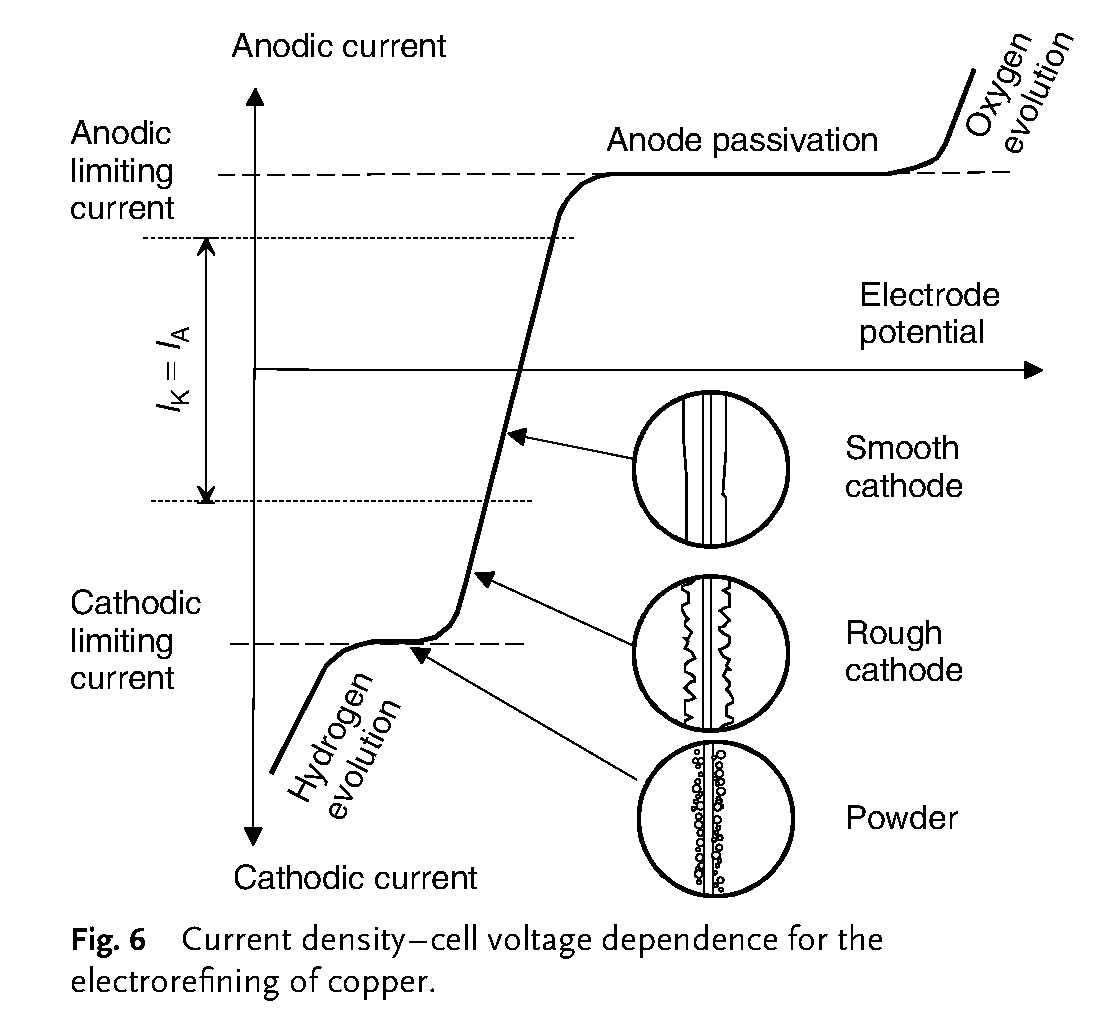 Anodic current
Anodic
limiting
current
Anode passivation
Oxygen
evolution
I_K = I_A
Electrode
potential
Smooth
cathode
Cathodic
limiting
current
Rough
cathode
Hydrogen
evolution
Powder
Cathodic current
Fig. 6 Current density–cell voltage dependence for the
electrorefining of copper.